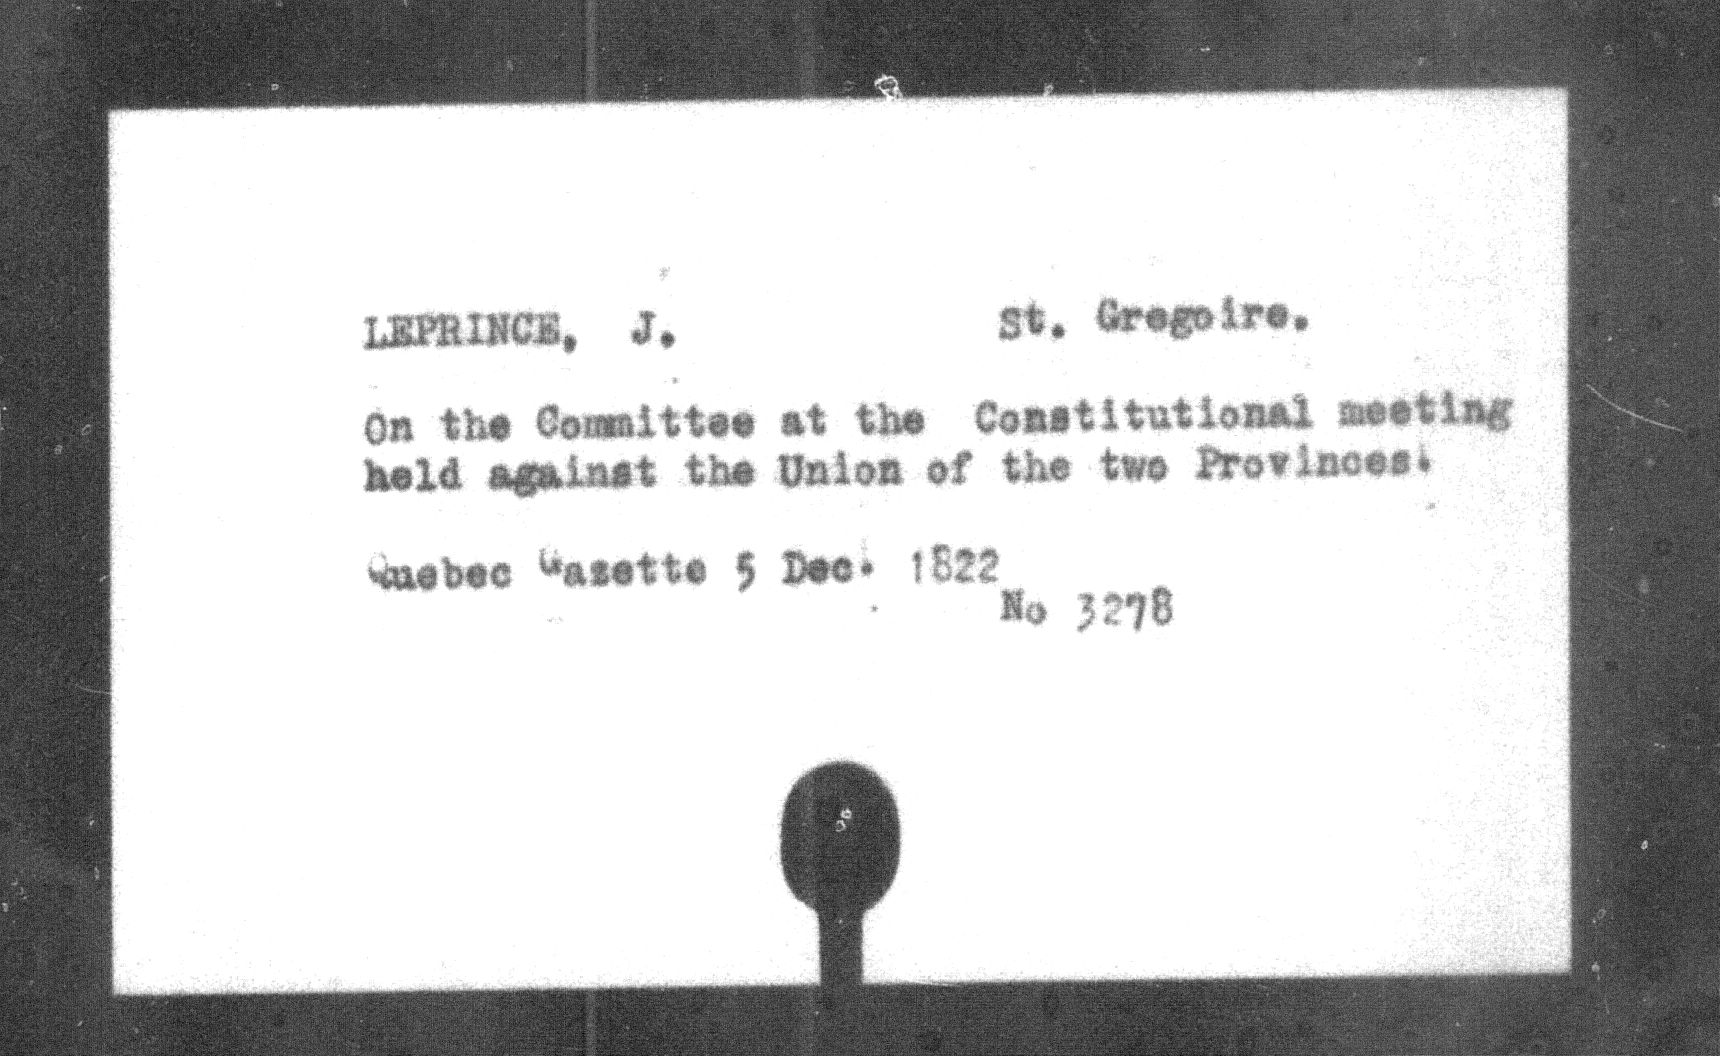 LEPRINCE, J. St. Gregoire.
On the Committee at the Constitutional meeting
held against the Union of the two Provinces.
Quebec Gazette 5 Dec. 1822
No 3278